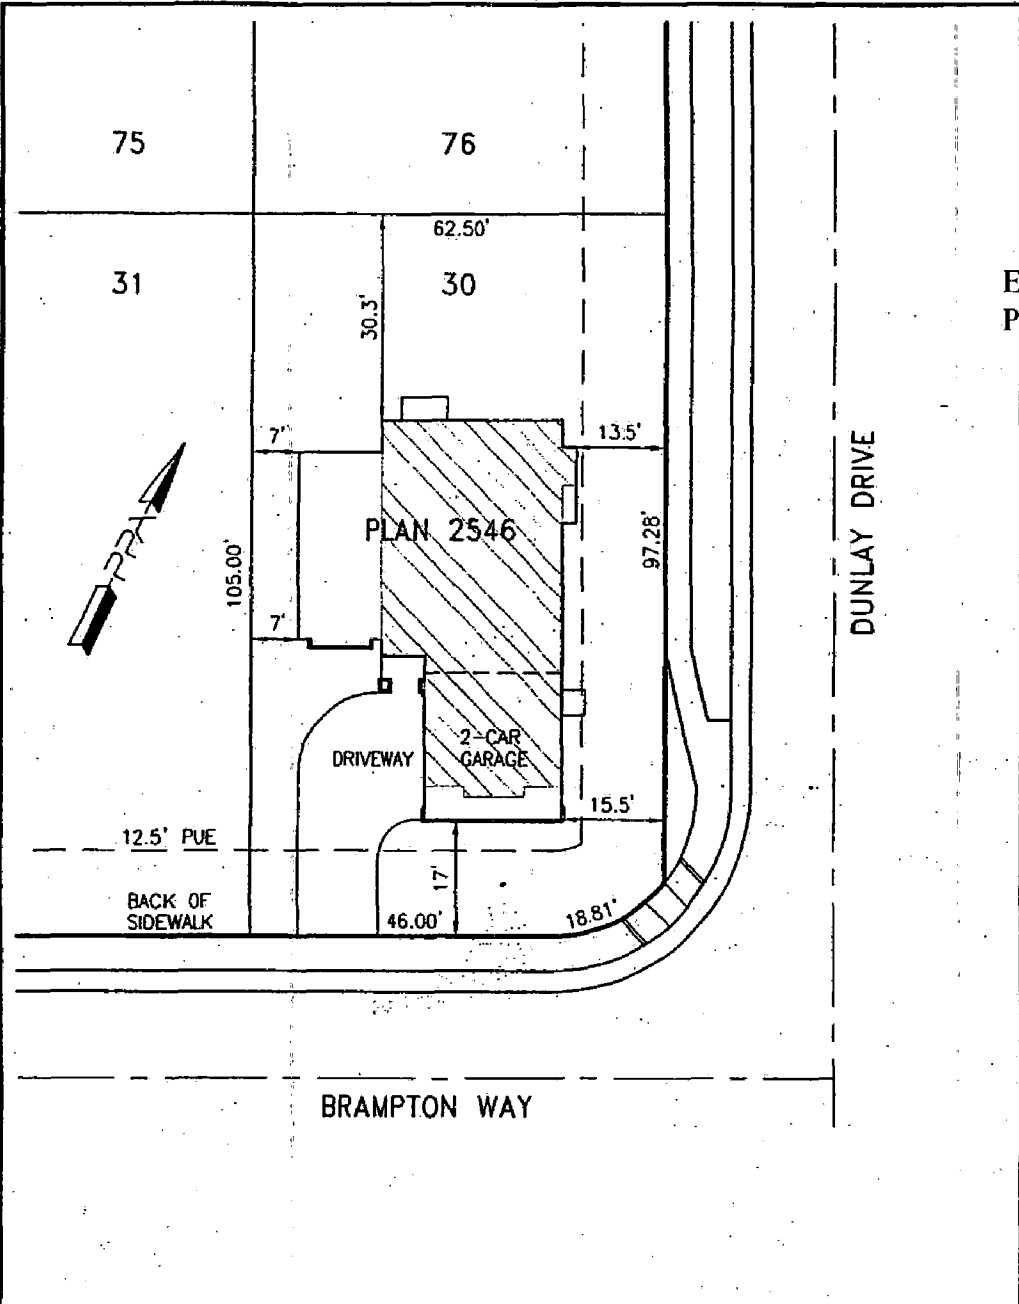 75
76
62.50'
31
30
E
P
30.3'
7'
13.5'
PLAN 2546
105.00'
97.28'
DUNLAY DRIVE
7'
2-CAR
GARAGE
DRIVEWAY
15.5'
12.5' PUE
17'
BACK OF
SIDEWALK
46.00'
18.81'
BRAMPTON WAY